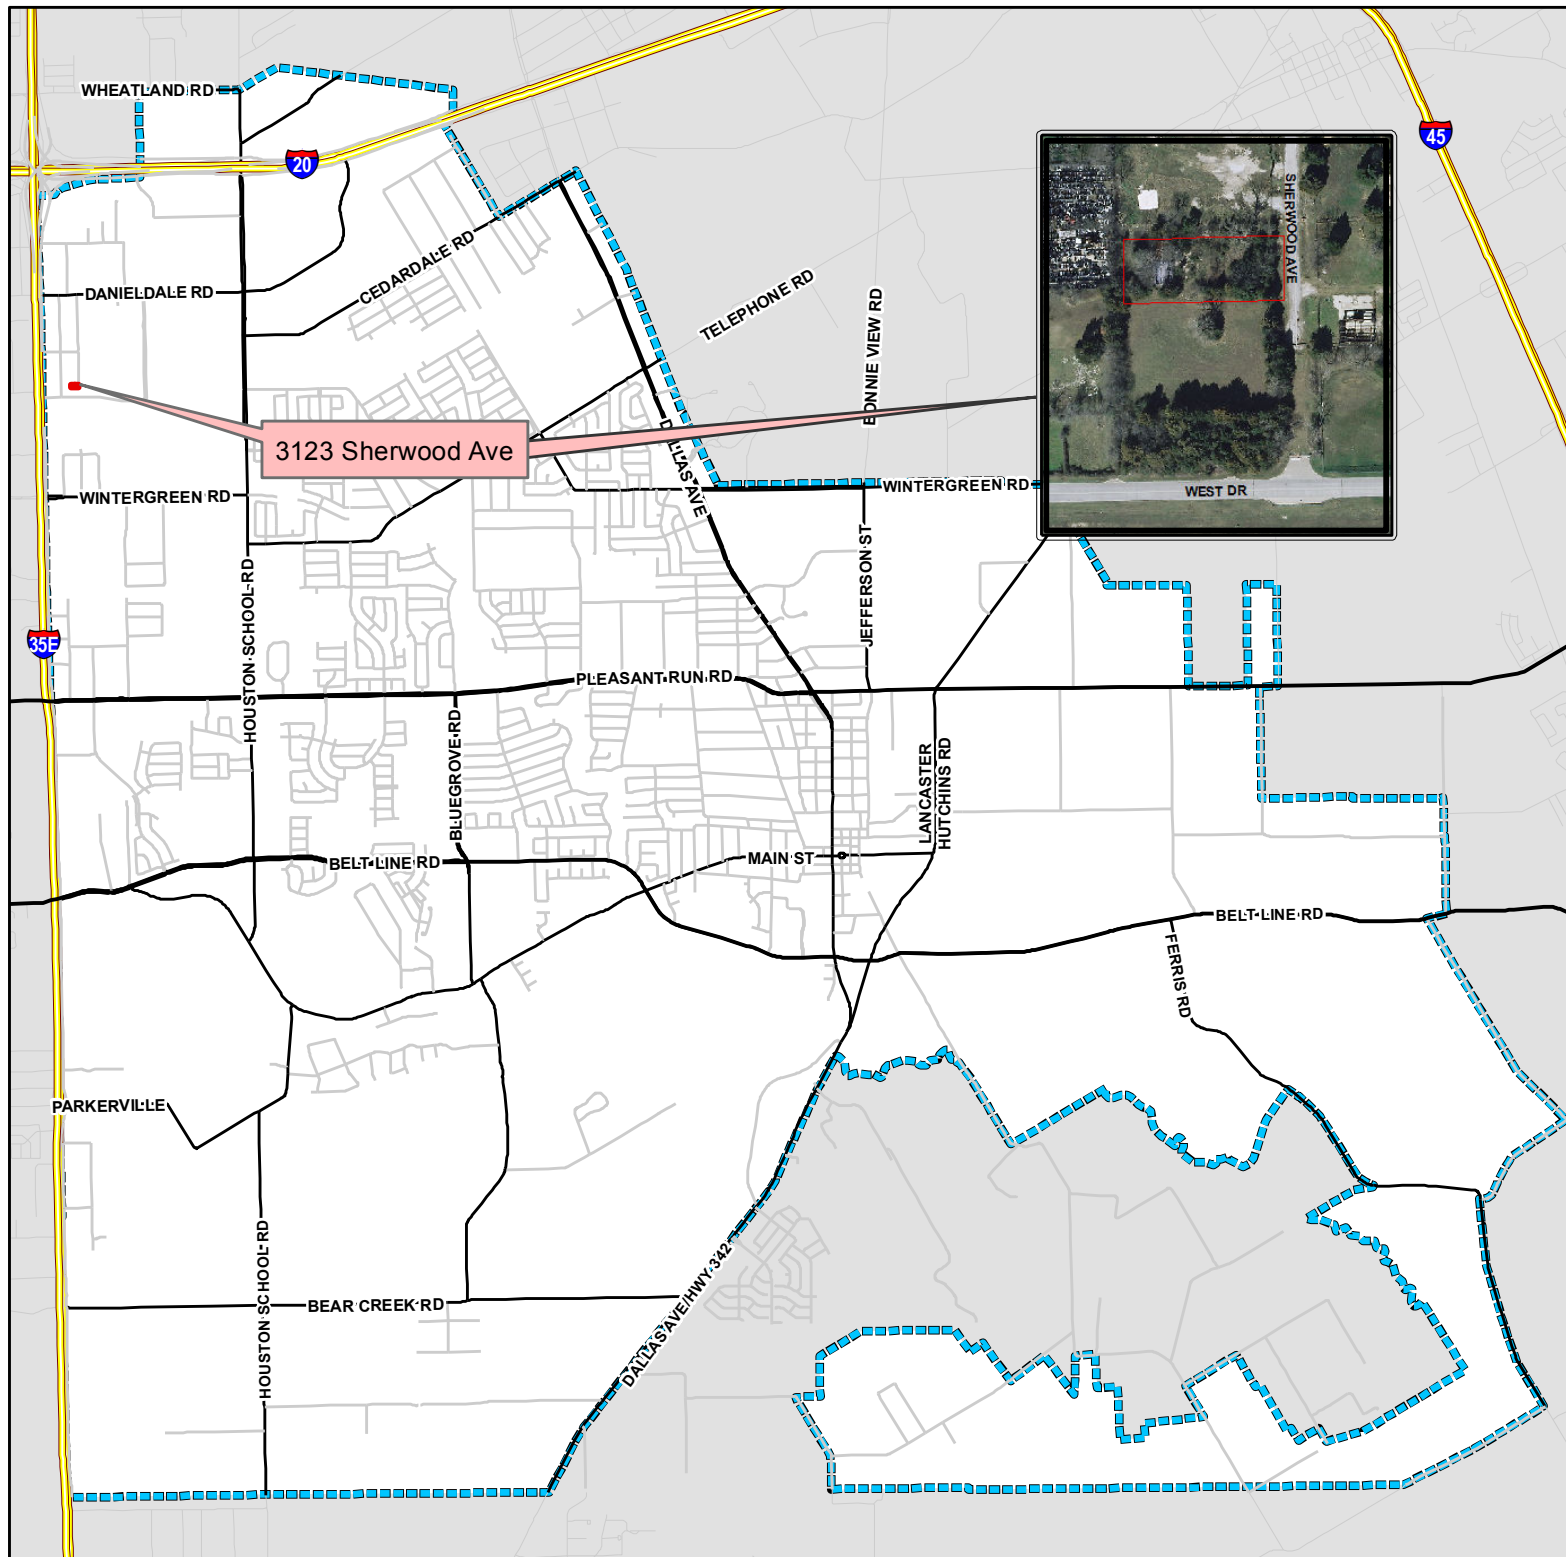 WHEATLAND RD
45
20
SHERWOOD AVE
CEDARDALE RD
DANIELDALE RD
TELEPHONE RD
BONNIE VIEW RD
3123 Sherwood Ave
DALLAS AVE
WINTERGREEN RD
WINTERGREEN RD
WEST DR
JEFFERSON ST
HOUSTON SCHOOL RD
35E
PLEASANT RUN RD
BLUEGROVE RD
LANCASTER
HUTCHINS RD
BELT LINE RD
MAIN ST
BELT LINE RD
FERRIS RD
PARKERVILLE
HOUSTON SCHOOL RD
DALLAS AVE/HWY 342
BEAR CREEK RD